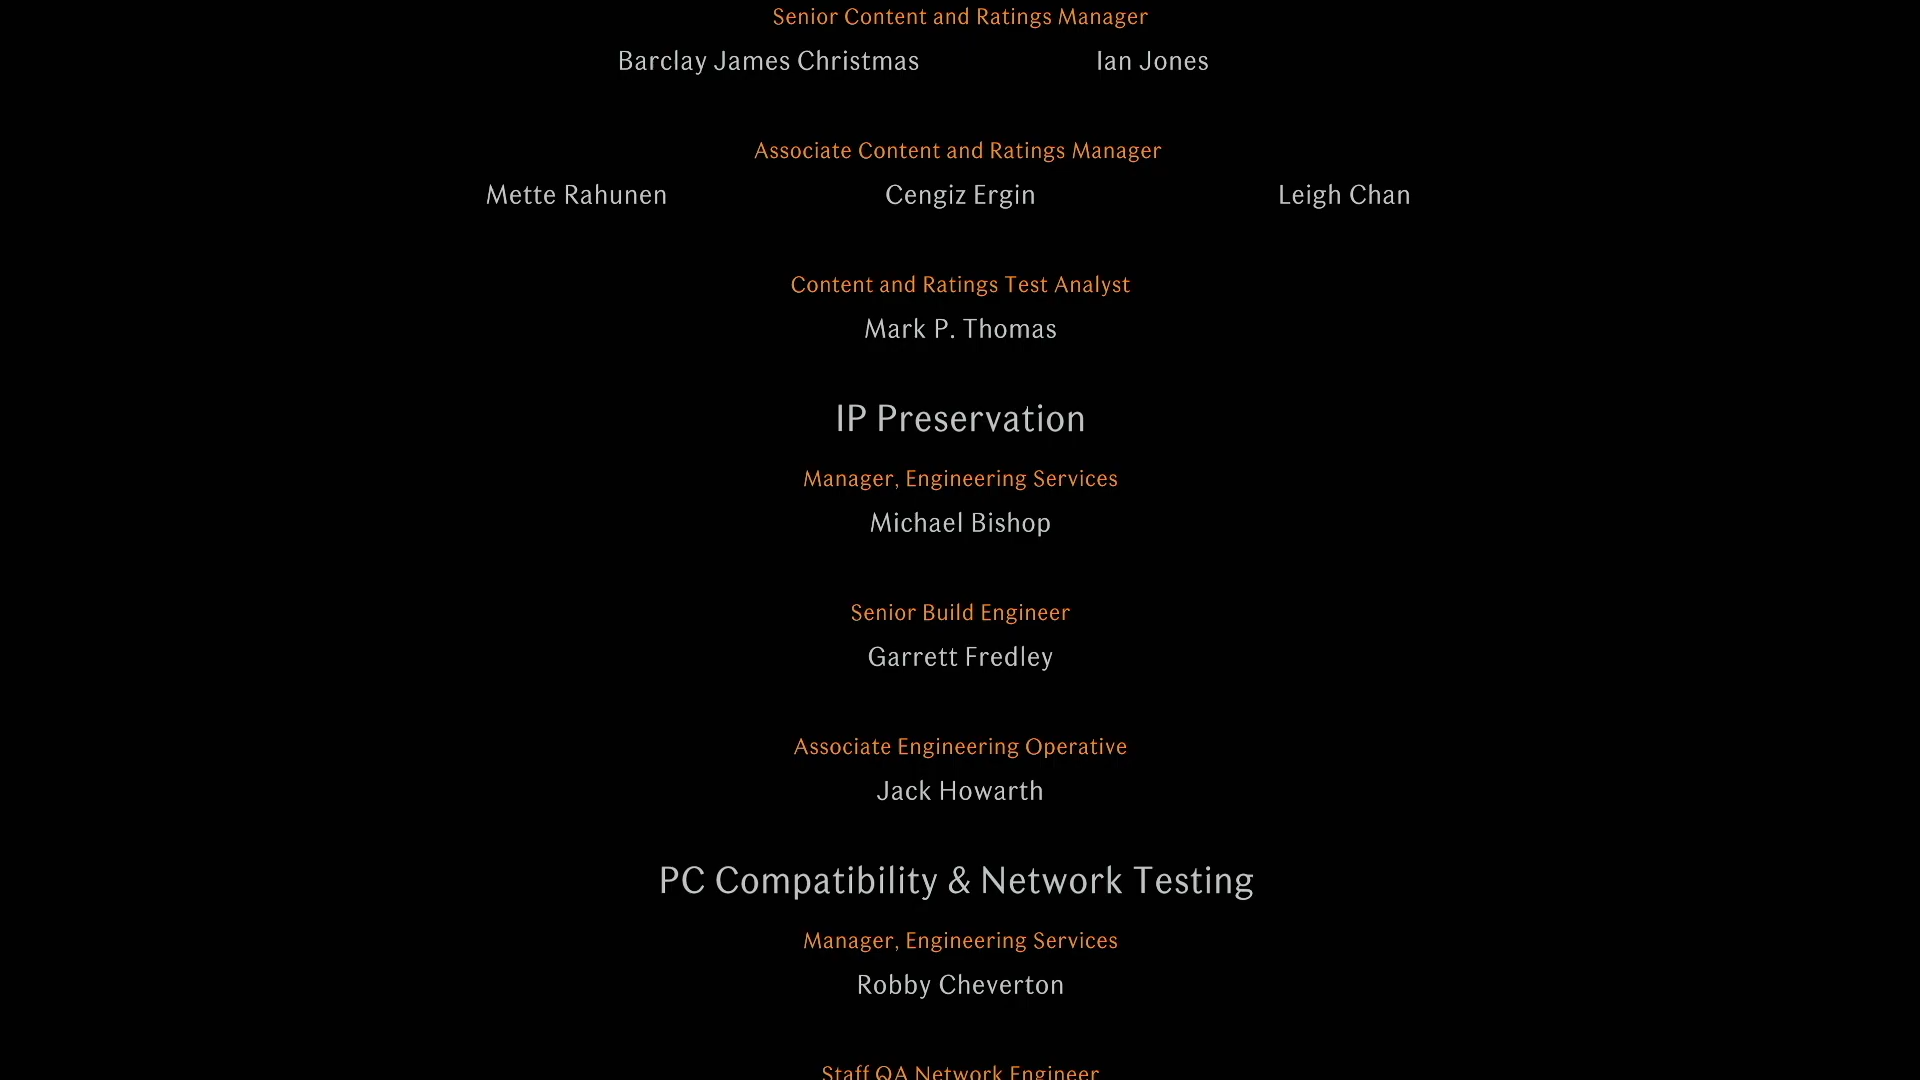 Senior Content and Ratings Manager
Barclay James Christmas Ian Jones
Associate Content and Ratings Manager
Mette Rahunen Cengiz Ergin Leigh Chan
Content and Ratings Test Analyst
Mark P. Thomas
IP Preservation
Manager, Engineering Services
Michael Bishop
Senior Build Engineer
Garrett Fredley
Associate Engineering Operative
Jack Howarth
PC Compatibility & Network Testing
Manager, Engineering Services
Robby Cheverton
Staff QA Network Engineer